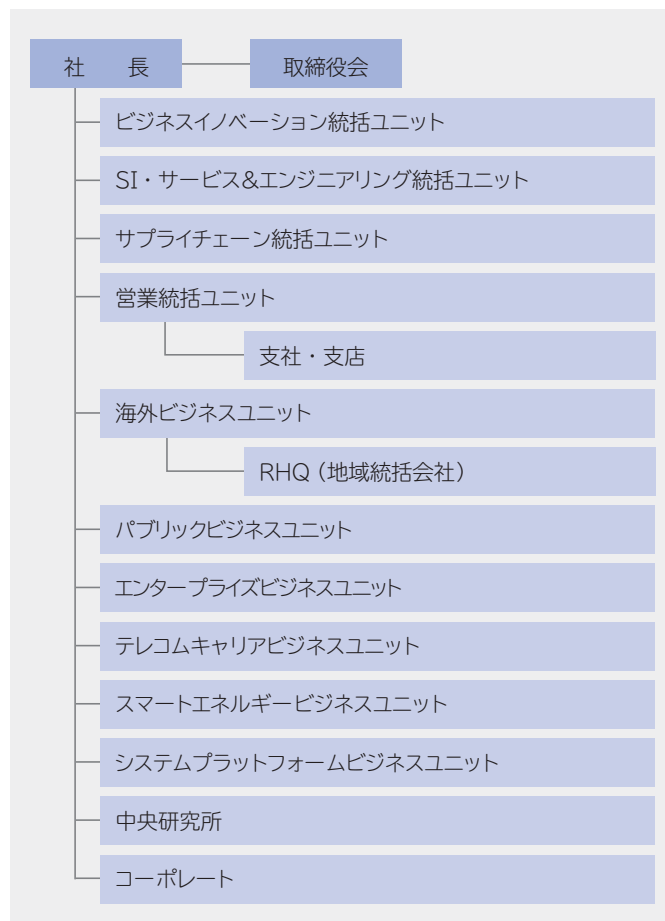 社　長
取締役会
ビジネスイノベーション統括ユニット
SI・サービス&エンジニアリング統括ユニット
サプライチェーン統括ユニット
営業統括ユニット
支社・支店
海外ビジネスユニット
RHQ（地域統括会社）
パブリックビジネスユニット
エンタープライズビジネスユニット
テレコムキャリアビジネスユニット
スマートエネルギービジネスユニット
システムプラットフォームビジネスユニット
中央研究所
コーポレート